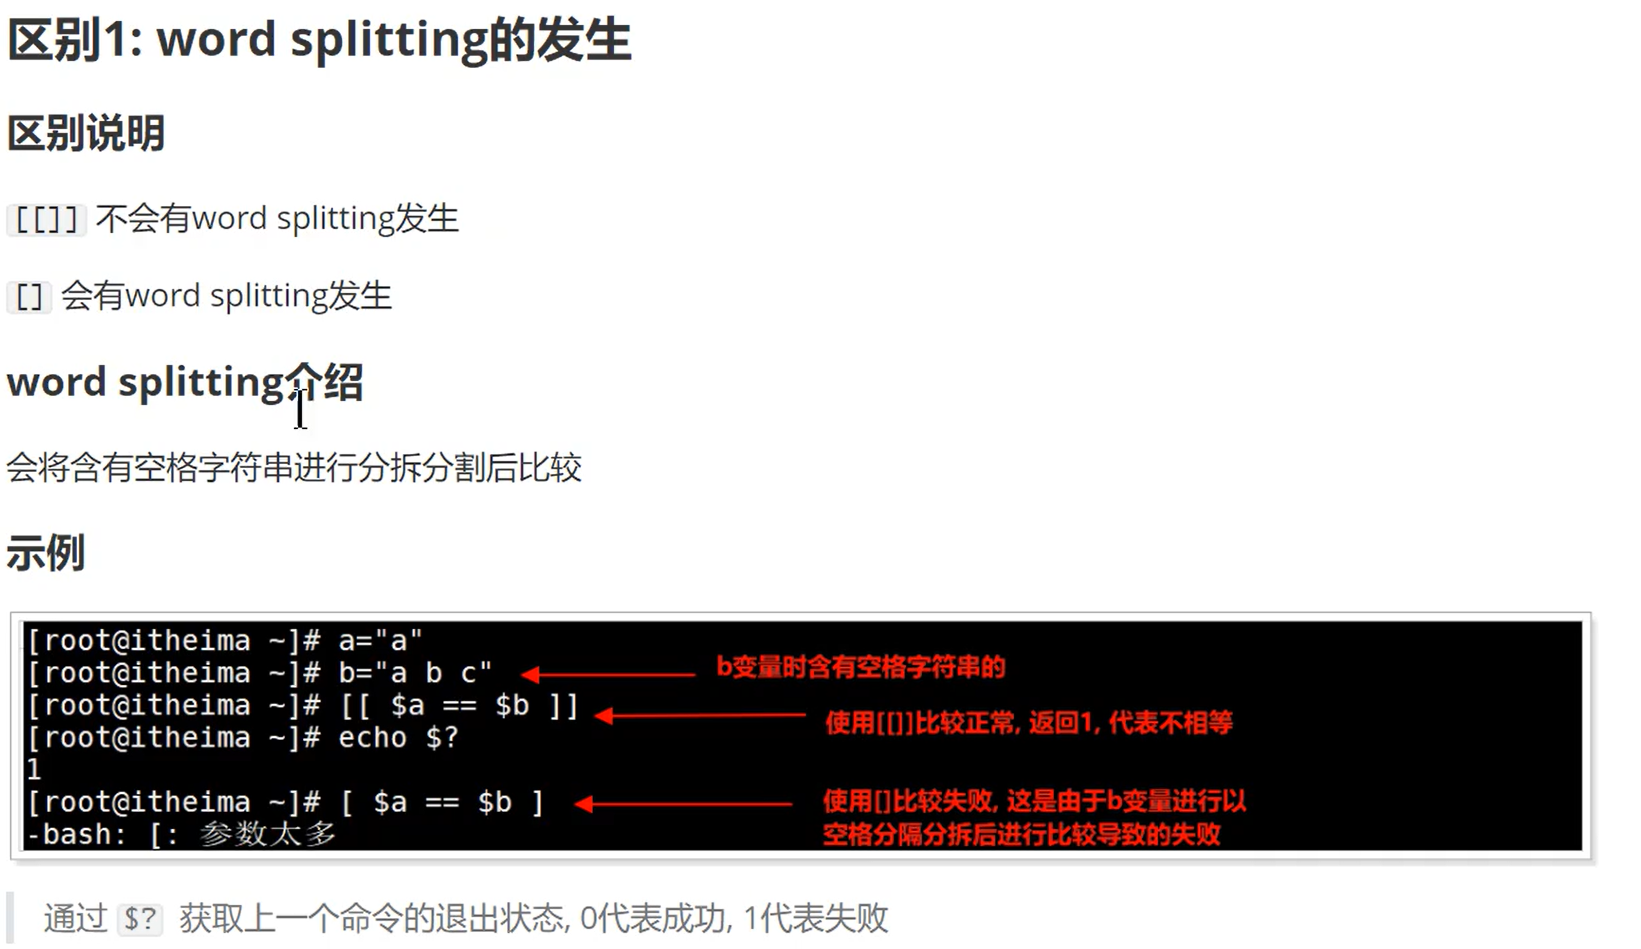 区别1: word splitting的发生
区别说明
[[]] 不会有word splitting发生
[] 会有word splitting发生
word splitting介绍
会将含有空格字符串进行分拆分割后比较
示例
[root@itheima ~]# a="a"
[root@itheima ~]# b="a b c"
b变量时含有空格字符串的
[root@itheima ~]# [[ $a == $b ]]
使用[[]]比较正常, 返回1, 代表不相等
[root@itheima ~]# echo $?
1
[root@itheima ~]# [ $a == $b ]
使用[]比较失败, 这是由于b变量进行以
-bash: [: 参数太多
空格分隔分拆后进行比较导致的失败
通过 $? 获取上一个命令的退出状态, 0代表成功, 1代表失败